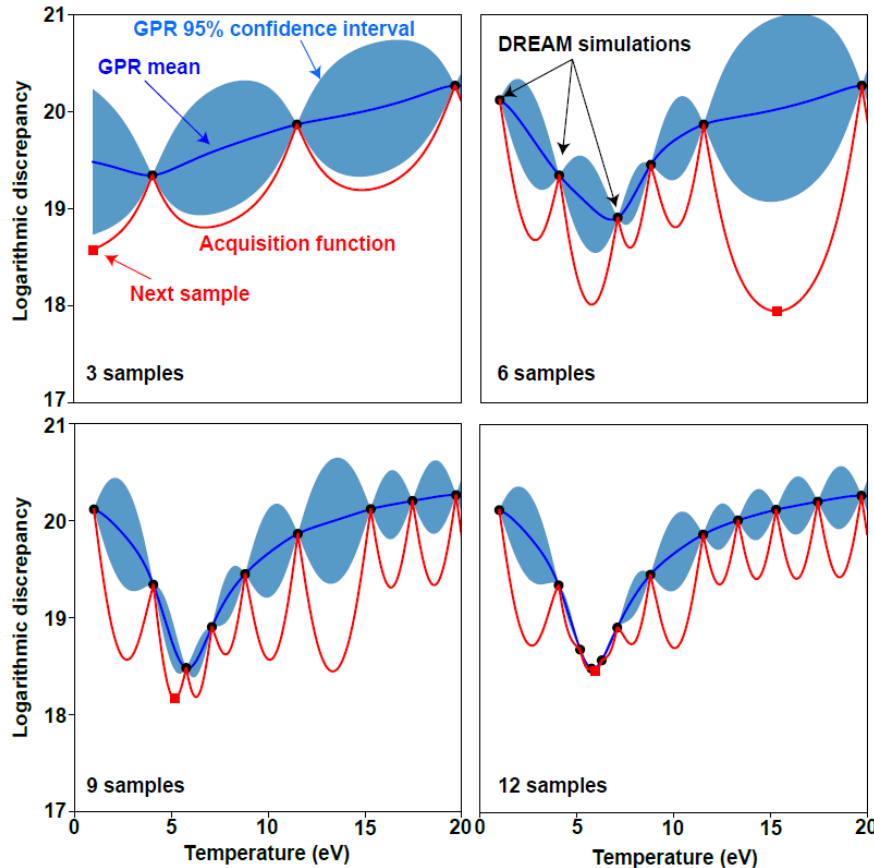 21
20
19
18
17
Logarithmic discrepancy
GPR 95% confidence interval
GPR mean
Acquisition function
Next sample
3 samples
DREAM simulations
6 samples
21
20
19
18
17
Logarithmic discrepancy
9 samples
0 5 10 15 20
Temperature (eV)
12 samples
0 5 10 15 20
Temperature (eV)